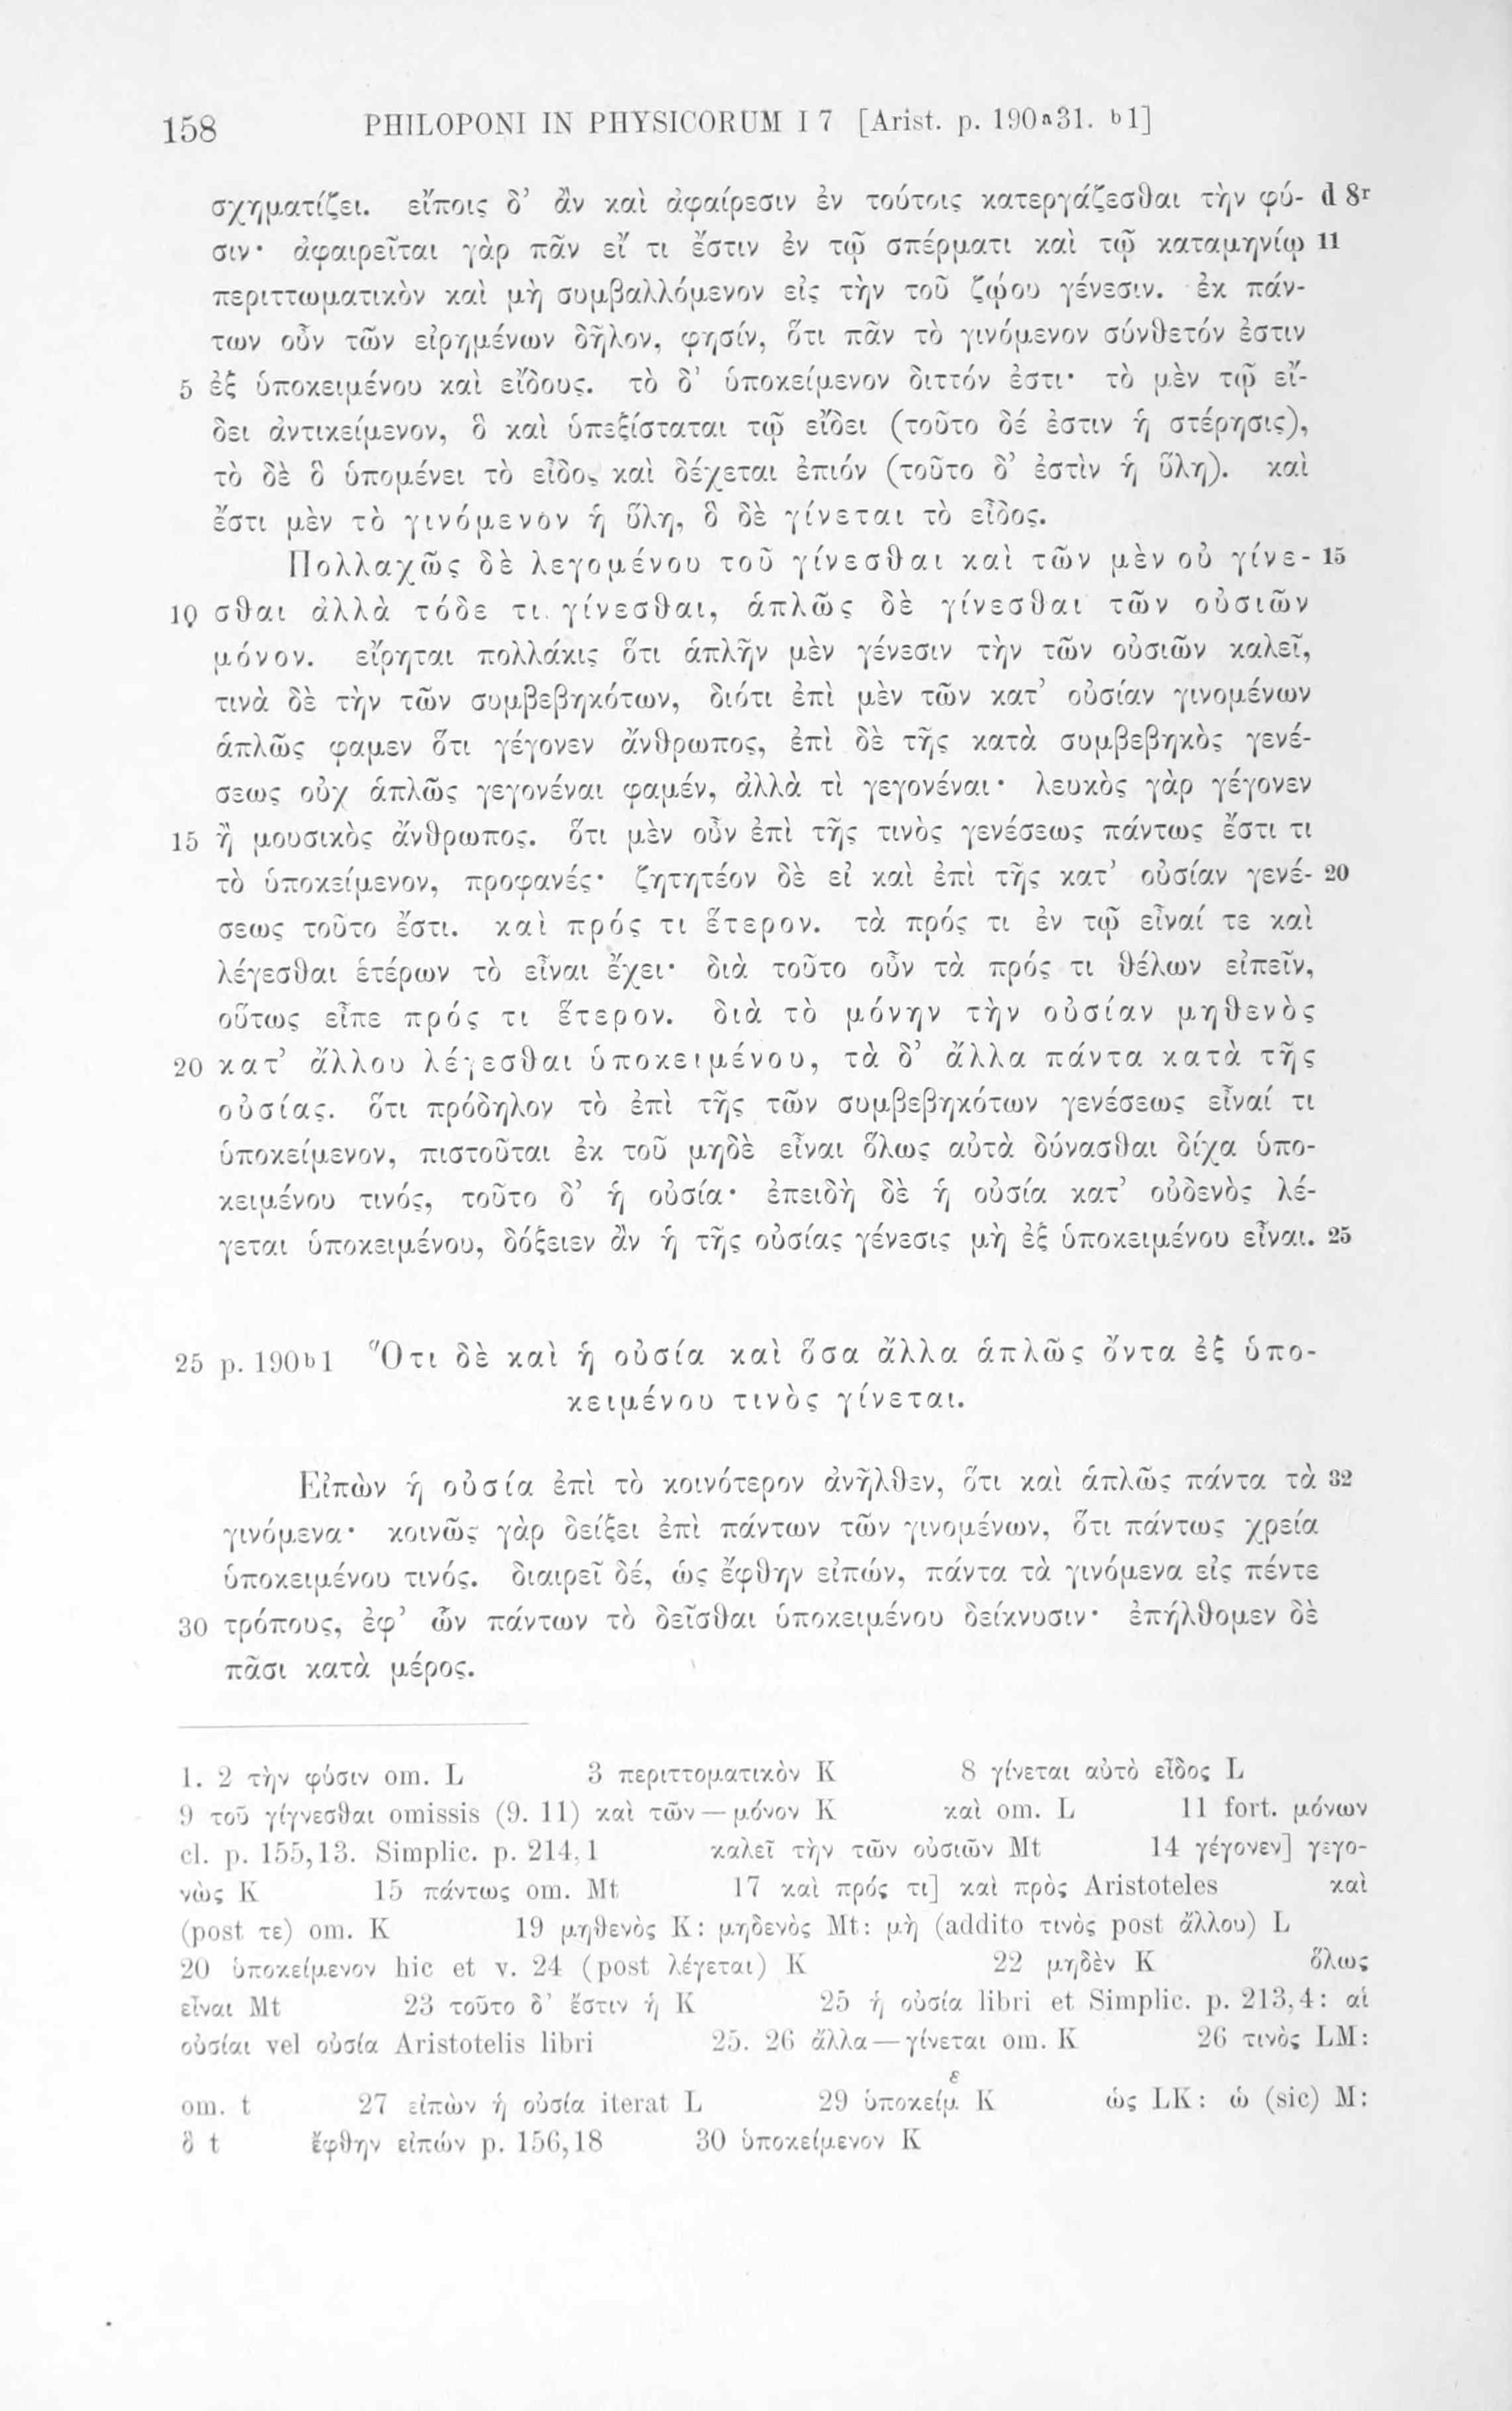 158 PHILOPONI IN PHYSICORUM I 7 [Arist. p. 190ᵃ31. ᵇ1]
σχηματίζει. εἴποις δ’ ἂν καὶ ἀφαίρεσιν ἐν τούτοις κατεργάζεσθαι τὴν φύ- d 8ʳ
σιν· ἀφαιρεῖται γὰρ πᾶν εἴ τι ἔστιν ἐν τῷ σπέρματι καὶ τῷ καταμηνίῳ 11
περιττωματικὸν καὶ μὴ συμβαλλόμενον εἰς τὴν τοῦ ζῴου γένεσιν. ἐκ πάν-
των οὖν τῶν εἰρημένων δῆλον, φησίν, ὅτι πᾶν τὸ γινόμενον σύνθετόν ἐστιν
5 ἐξ ὑποκειμένου καὶ εἴδους. τὸ δ’ ὑποκείμενον διττόν ἐστι· τὸ μὲν τῷ εἴ-
δει ἀντικείμενον, ὃ καὶ ὑπεξίσταται τῷ εἴδει (τοῦτο δέ ἐστιν ἡ στέρησις),
τὸ δὲ ὃ ὑπομένει τὸ εἶδος καὶ δέχεται ἐπιόν (τοῦτο δ’ ἐστὶν ἡ ὕλη). καὶ
ἔστι μὲν τὸ γινόμενον ἡ ὕλη, ὃ δὲ γίνεται τὸ εἶδος.
Πολλαχῶς δὲ λεγομένου τοῦ γίνεσθαι καὶ τῶν μὲν οὐ γίνε- 15
10 σθαι ἀλλὰ τόδε τι γίνεσθαι, ἁπλῶς δὲ γίνεσθαι τῶν οὐσιῶν
μόνον. εἴρηται πολλάκις ὅτι ἁπλῆν μὲν γένεσιν τὴν τῶν οὐσιῶν καλεῖ,
τινὰ δὲ τὴν τῶν συμβεβηκότων, διότι ἐπὶ μὲν τῶν κατ’ οὐσίαν γινομένων
ἁπλῶς φαμεν ὅτι γέγονεν ἄνθρωπος, ἐπὶ δὲ τῆς κατὰ συμβεβηκὸς γενέ-
σεως οὐχ ἁπλῶς γεγονέναι φαμέν, ἀλλὰ τὶ γεγονέναι· λευκὸς γὰρ γέγονεν
15 ἢ μουσικὸς ἄνθρωπος. ὅτι μὲν οὖν ἐπὶ τῆς τινὸς γενέσεως πάντως ἔστι τι
τὸ ὑποκείμενον, προφανές· ζητητέον δὲ εἰ καὶ ἐπὶ τῆς κατ’ οὐσίαν γενέ- 20
σεως τοῦτο ἔστι. καὶ πρός τι ἕτερον. τὰ πρός τι ἐν τῷ εἶναί τε καὶ
λέγεσθαι ἑτέρων τὸ εἶναι ἔχει· διὰ τοῦτο οὖν τὰ πρός τι θέλων εἰπεῖν,
οὕτως εἶπε πρός τι ἕτερον. διὰ τὸ μόνην τὴν οὐσίαν μηθενὸς
20 κατ’ ἄλλου λέγεσθαι ὑποκειμένου, τὰ δ’ ἄλλα πάντα κατὰ τῆς
οὐσίας. ὅτι πρόδηλον τὸ ἐπὶ τῆς τῶν συμβεβηκότων γενέσεως εἶναί τι
ὑποκείμενον, πιστοῦται ἐκ τοῦ μηδὲ εἶναι ὅλως αὐτὰ δύνασθαι δίχα ὑπο-
κειμένου τινός, τοῦτο δ’ ἡ οὐσία· ἐπειδὴ δὲ ἡ οὐσία κατ’ οὐδενὸς λέ-
γεται ὑποκειμένου, δόξειεν ἂν ἡ τῆς οὐσίας γένεσις μὴ ἐξ ὑποκειμένου εἶναι. 25
25 p. 190ᵇ1 Ὅτι δὲ καὶ ἡ οὐσία καὶ ὅσα ἄλλα ἁπλῶς ὄντα ἐξ ὑπο-
κειμένου τινὸς γίνεται.
Εἰπὼν ἡ οὐσία ἐπὶ τὸ κοινότερον ἀνῆλθεν, ὅτι καὶ ἁπλῶς πάντα τὰ 32
γινόμενα· κοινῶς γὰρ δείξει ἐπὶ πάντων τῶν γινομένων, ὅτι πάντως χρεία
ὑποκειμένου τινός. διαιρεῖ δέ, ὡς ἔφθην εἰπών, πάντα τὰ γινόμενα εἰς πέντε
30 τρόπους, ἐφ’ ὧν πάντων τὸ δεῖσθαι ὑποκειμένου δείκνυσιν· ἐπήλθομεν δὲ
πᾶσι κατὰ μέρος.
1. 2 τὴν φύσιν om. L 3 περιττοματικὸν K 8 γίνεται αὐτὸ εἶδος L
9 τοῦ γίγνεσθαι omissis (9. 11) καὶ τῶν — μόνον K καὶ om. L 11 fort. μόνων
cl. p. 155,13. Simplic. p. 214,1 καλεῖ τὴν τῶν οὐσιῶν Mt 14 γέγονεν] γεγο-
νὼς K 15 πάντως om. Mt 17 καὶ πρός τι] καὶ πρὸς Aristoteles καὶ
(post τε) om. K 19 μηθενὸς K: μηδενὸς Mt: μὴ (addito τινὸς post ἄλλου) L
20 ὑποκείμενον hic et v. 24 (post λέγεται) K 22 μηδὲν K ὅλως
εἶναι Mt 23 τοῦτο δ’ ἔστιν ἡ K 25 ἡ οὐσία libri et Simplic. p. 213,4: αἱ
οὐσίαι vel οὐσία Aristotelis libri 25. 26 ἄλλα — γίνεται om. K 26 τινὸς LM:
om. t 27 εἰπὼν ἡ οὐσία iterat L 29 ὑποκείμ ε K ὡς LK: ὡ (sic) M:
ὃ t ἔφθην εἰπών p. 156,18 30 ὑποκείμενον K